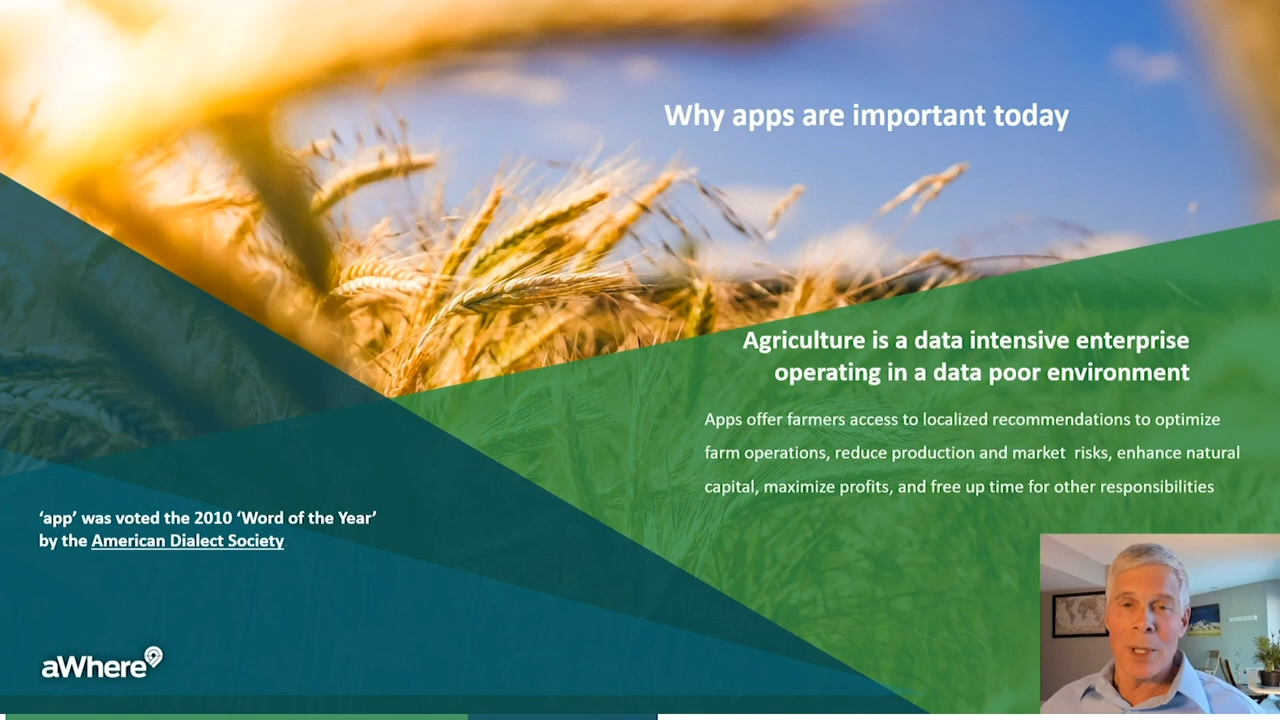 Why apps are important today
Agriculture is a data intensive enterprise
operating in a data poor environment
Apps offer farmers access to localized recommendations to optimize
farm operations, reduce production and market risks, enhance natural
capital, maximize profits, and free up time for other responsibilities
‘app’ was voted the 2010 ‘Word of the Year’
by the American Dialect Society
aWhere